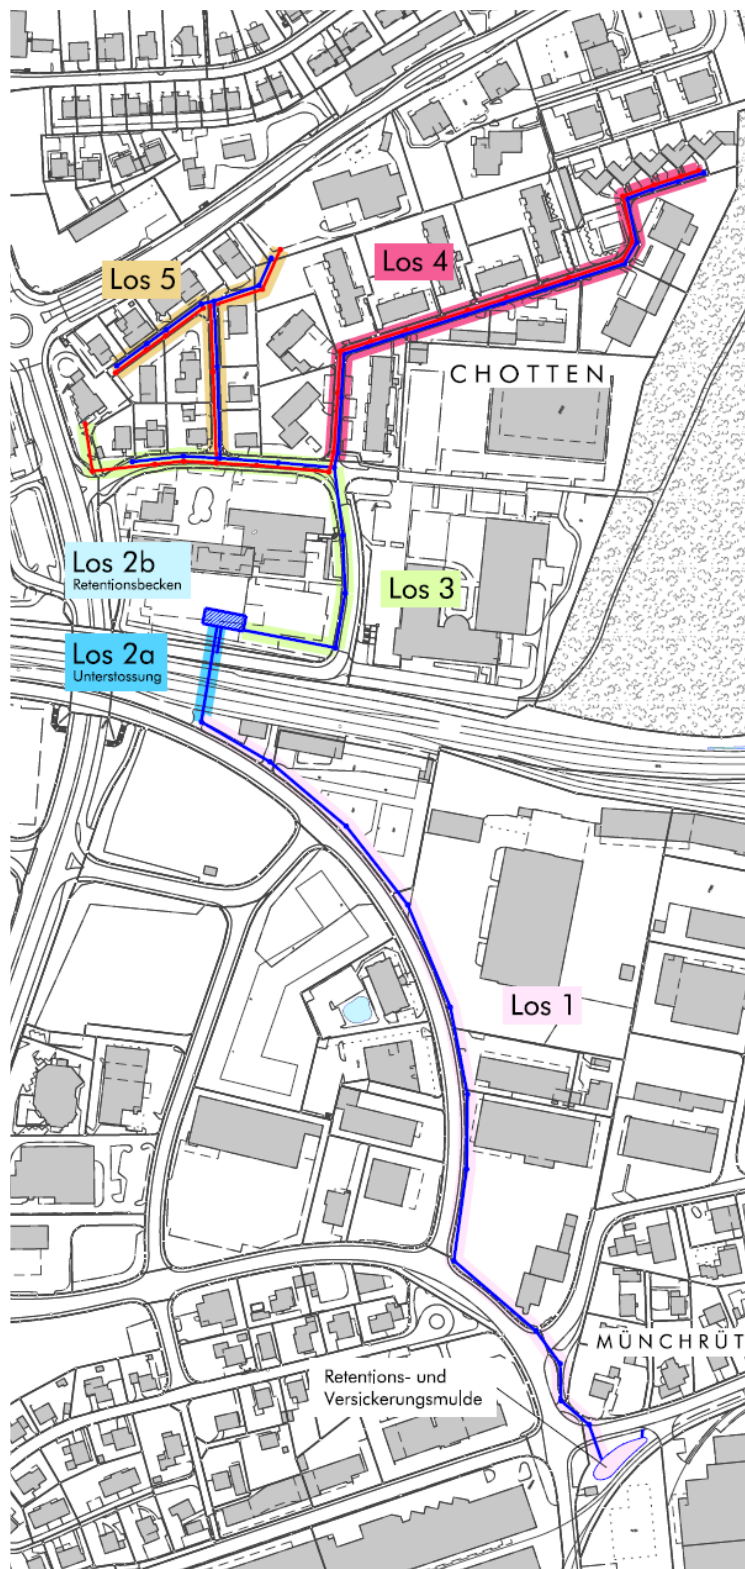 Los 4
Los 5
CHOTTEN
Los 2b
Retentionsbecken
Los 3
Los 2a
Unterstossung
Los 1
MÜNCHRÜT
Retentions- und
Versickerungsmulde